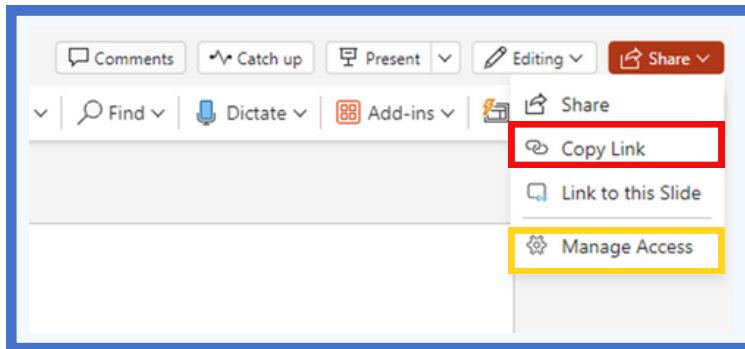 Comments Catch up Present Editing Share
Find Dictate Add-ins
Share
Copy Link
Link to this Slide
Manage Access